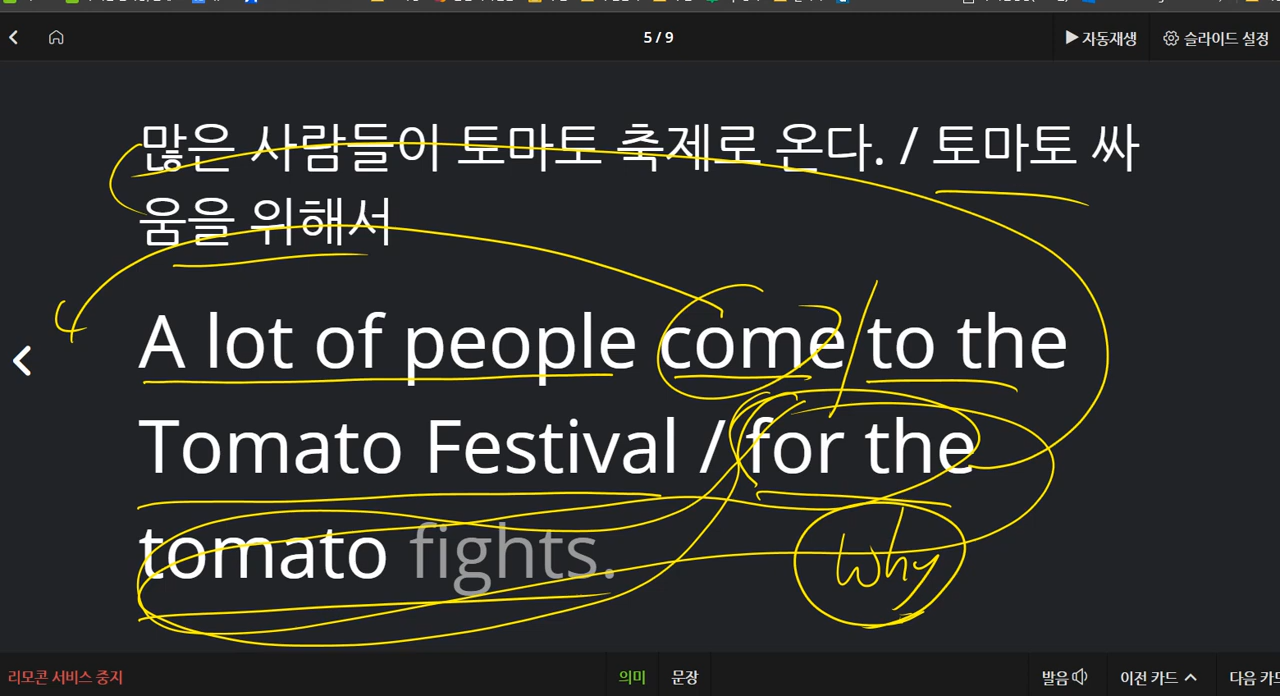 5 / 9
▶자동재생
슬라이드 설정
많은 사람들이 토마토 축제로 온다. / 토마토 싸
움을 위해서
A lot of people come to the
Tomato Festival / for the
tomato fights.
Why
리모콘 서비스 중지
의미
문장
발음
이전 카드
다음